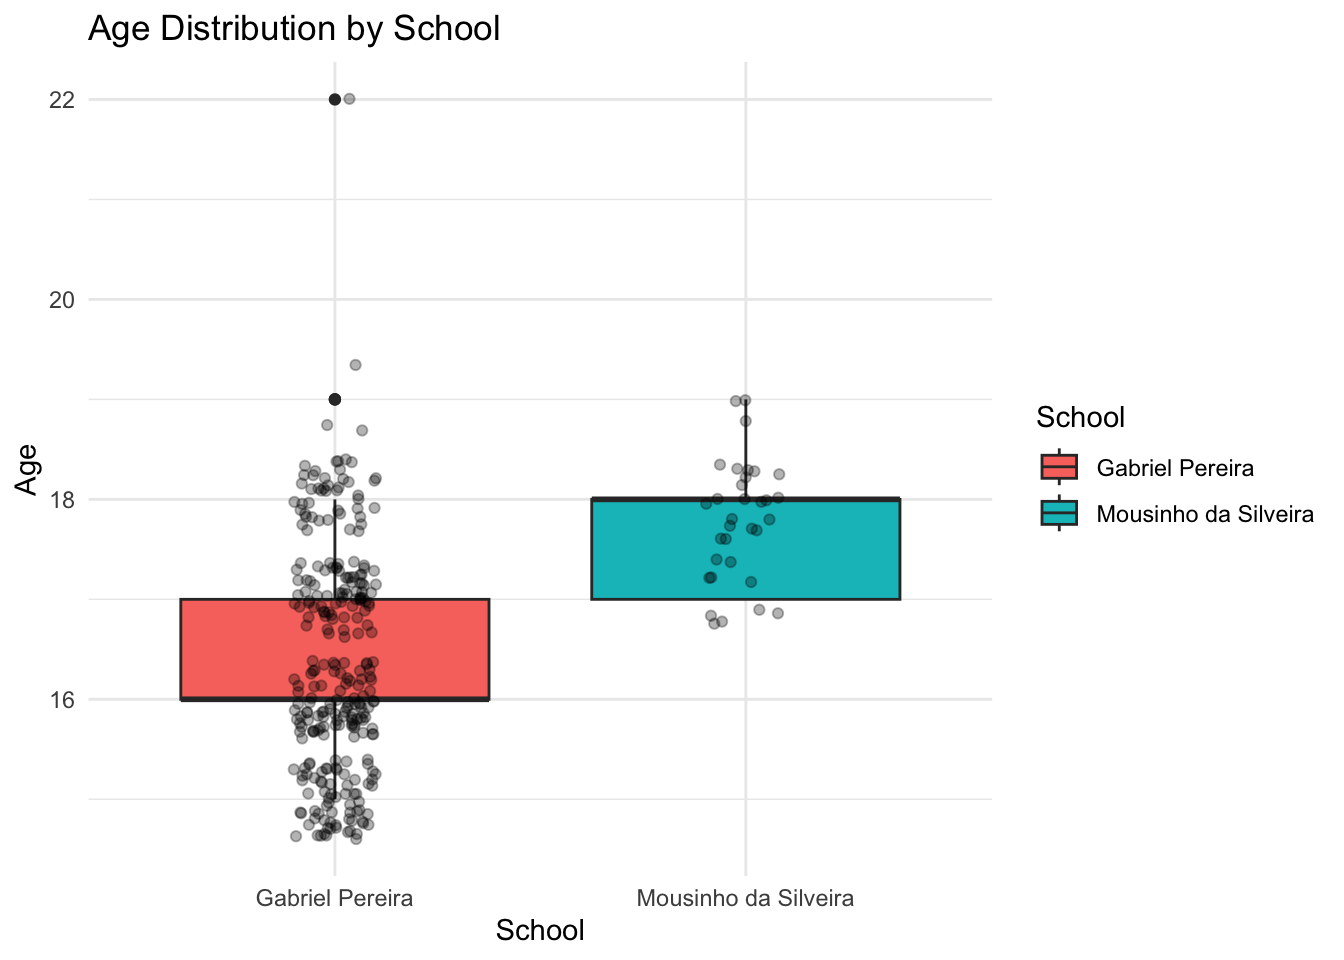 Age Distribution by School
22
20
18
16
Age
Gabriel Pereira
Mousinho da Silveira
School
School
Gabriel Pereira
Mousinho da Silveira